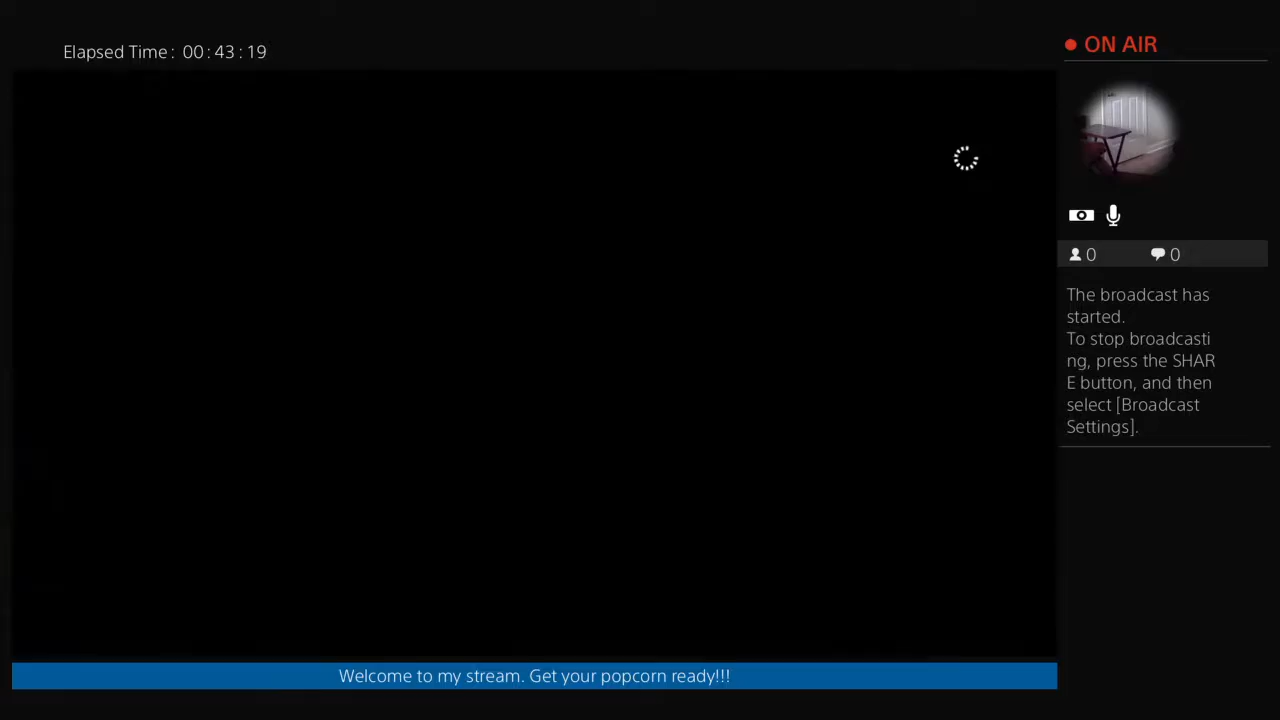 Elapsed Time: 00:43:19
ON AIR
0 0
The broadcast has
started.
To stop broadcasti
ng, press the SHAR
E button, and then
select [Broadcast
Settings].
Welcome to my stream. Get your popcorn ready!!!